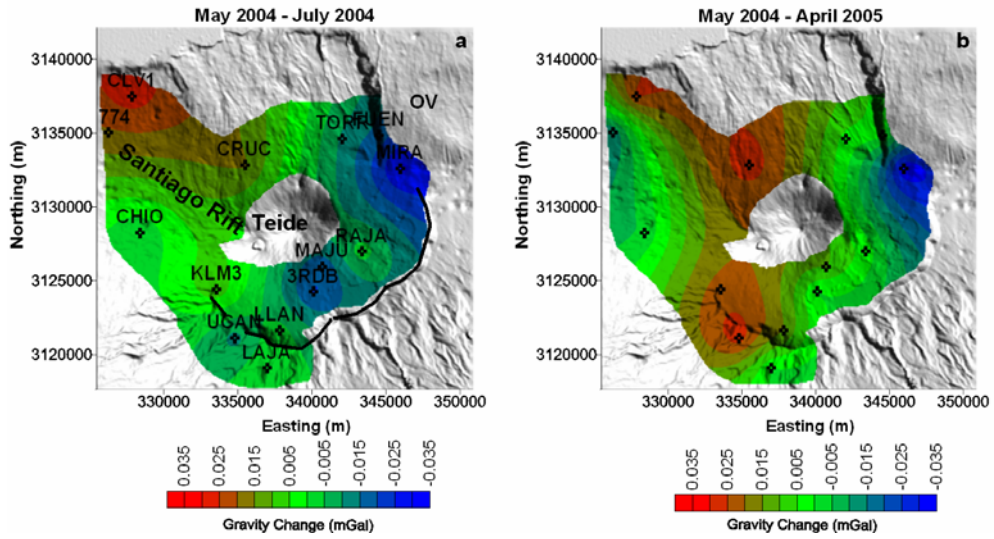 May 2004 - July 2004
a
3140000
3135000
3130000
3125000
3120000
Northing (m)
CLV1
774
OV
TORR
FUEN
CRUC
MIRA
Santiago Rift
CHIO
Teide
RAJA
MAJU
KLM3
3RDB
UCAN
LLAN
LAJA
330000 335000 340000 345000 350000
Easting (m)
0.035 0.025 0.015 0.005 -0.005 -0.015 -0.025 -0.035
Gravity Change (mGal)
May 2004 - April 2005
b
3140000
3135000
3130000
3125000
3120000
Northing (m)
330000 335000 340000 345000 350000
Easting (m)
0.035 0.025 0.015 0.005 -0.005 -0.015 -0.025 -0.035
Gravity Change (mGal)